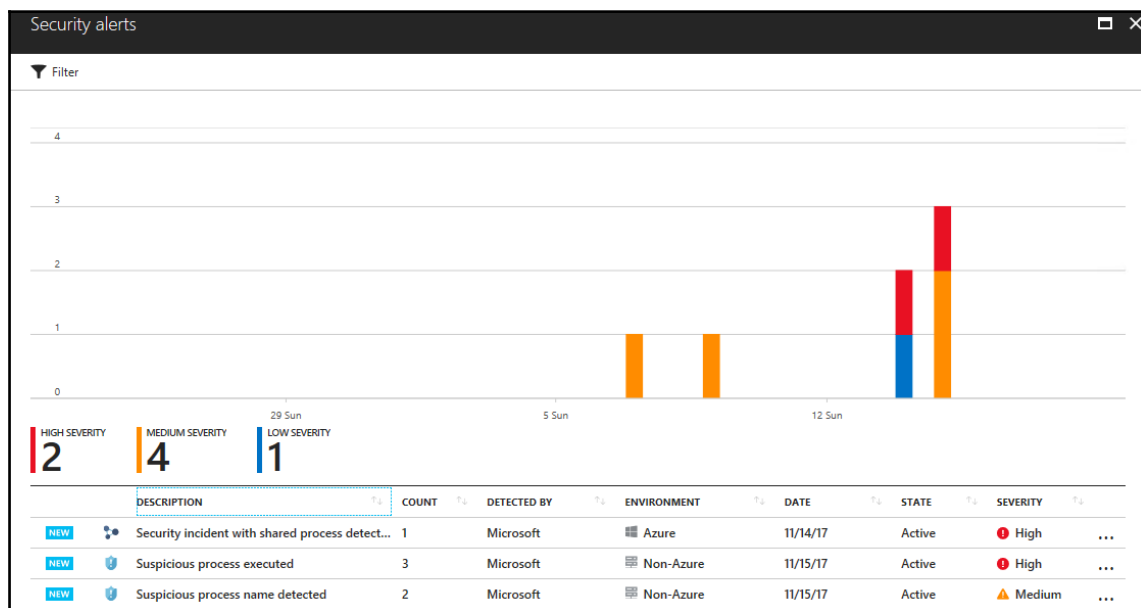 Security alerts
Filter
4
3
2
1
0
29 Sun 5 Sun 12 Sun
HIGH SEVERITY MEDIUM SEVERITY LOW SEVERITY
2 4 1
DESCRIPTION COUNT DETECTED BY ENVIRONMENT DATE STATE SEVERITY
NEW Security incident with shared process detect... 1 Microsoft Azure 11/14/17 Active High ...
NEW Suspicious process executed 3 Microsoft Non-Azure 11/15/17 Active High ...
NEW Suspicious process name detected 2 Microsoft Non-Azure 11/15/17 Active Medium ...